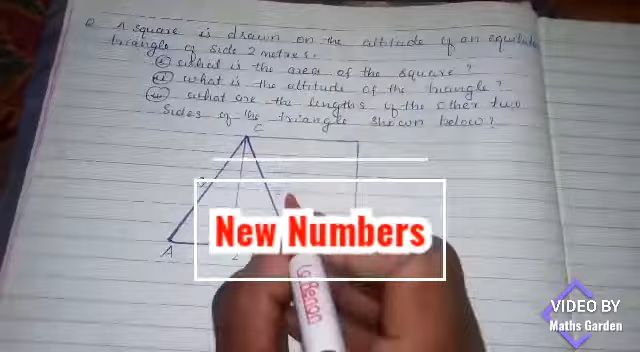 Q A square is drawn on the altitude of an equilate
triangle of side 2 metres.
(i) what is the area of the square?
(ii) what is the altitude of the triangle?
(iii) what are the lengths of the other two
sides of the triangle shown below?
C
New Numbers
A
VIDEO BY
Maths Garden